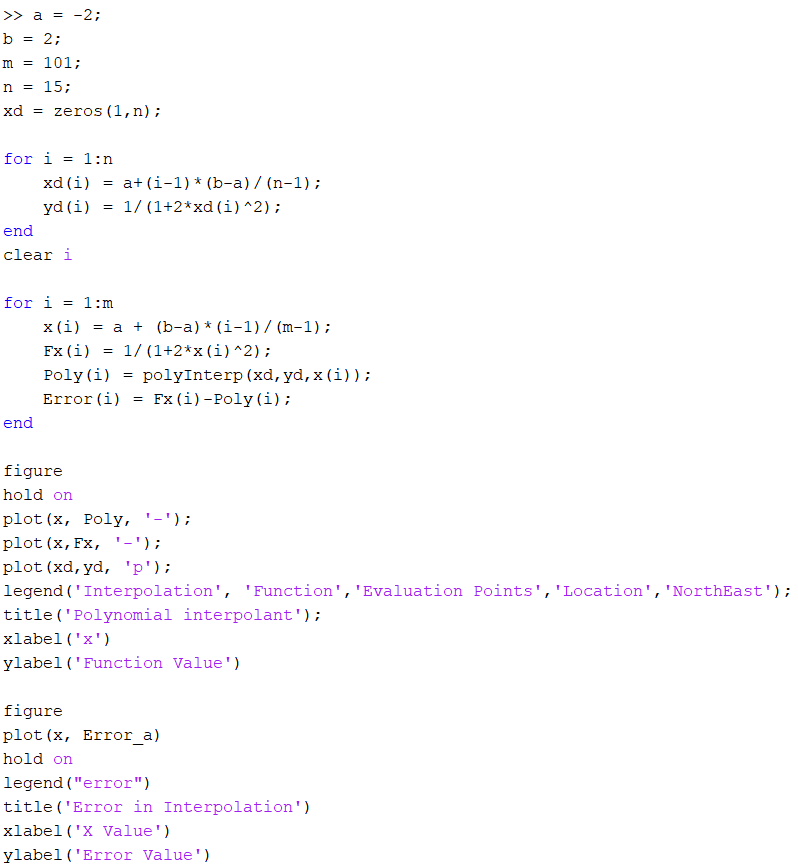 >> a = -2;
b = 2;
m = 101;
n = 15;
xd = zeros(1,n);
for i = 1:n
xd(i) = a+(i-1)*(b-a)/(n-1);
yd(i) = 1/(1+2*xd(i)^2);
end
clear i
for i = 1:m
x(i) = a + (b-a)*(i-1)/(m-1);
Fx(i) = 1/(1+2*x(i)^2);
Poly(i) = polyInterp(xd,yd,x(i));
Error(i) = Fx(i)-Poly(i);
end
figure
hold on
plot(x, Poly, '-');
plot(x,Fx, '-');
plot(xd,yd, 'p');
legend('Interpolation', 'Function','Evaluation Points','Location','NorthEast');
title('Polynomial interpolant');
xlabel('x')
ylabel('Function Value')
figure
plot(x, Error_a)
hold on
legend("error")
title('Error in Interpolation')
xlabel('X Value')
ylabel('Error Value')